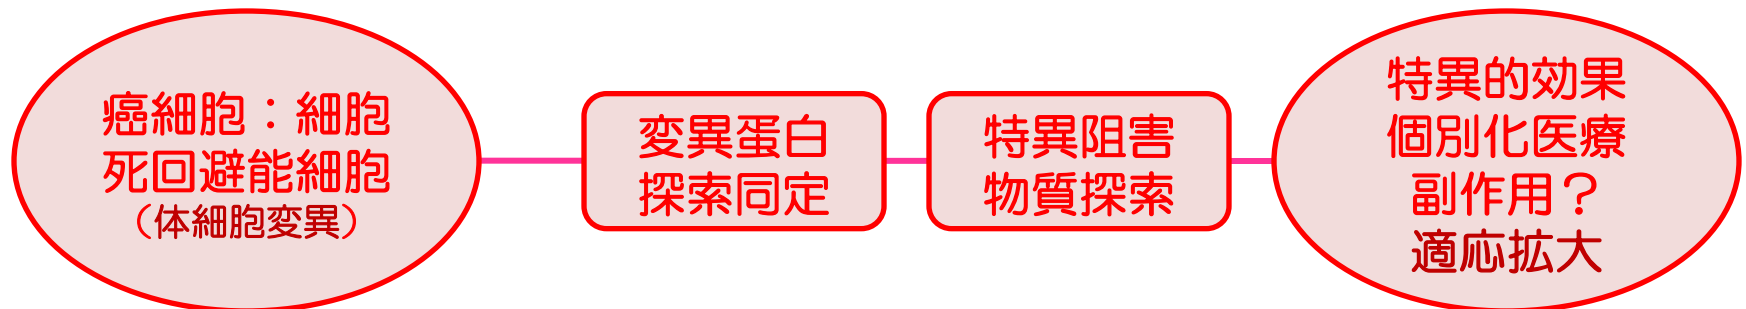 癌細胞：細胞
死回避能細胞
（体細胞変異）
変異蛋白
探索同定
特異阻害
物質探索
特異的効果
個別化医療
副作用？
適応拡大